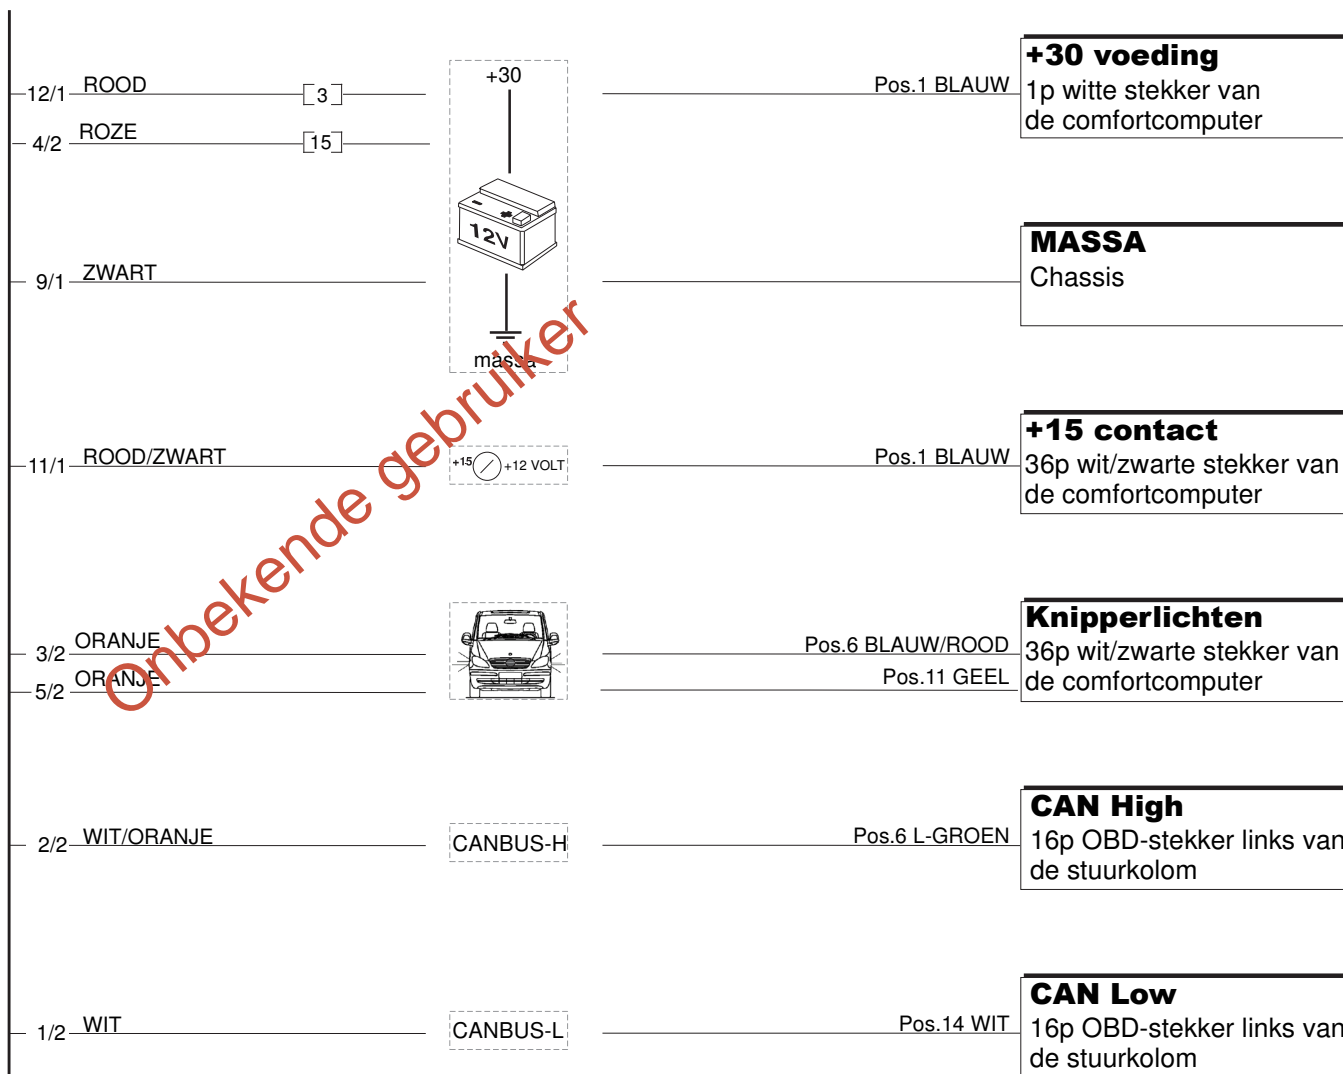 12/1 ROOD [3] +30 Pos.1 BLAUW
+30 voeding
1p witte stekker van
de comfortcomputer
4/2 ROZE [15]
12V
9/1 ZWART
massa
MASSA
Chassis
11/1 ROOD/ZWART +15 +12 VOLT Pos.1 BLAUW
+15 contact
36p wit/zwarte stekker van
de comfortcomputer
3/2 ORANJE Pos.6 BLAUW/ROOD
5/2 ORANJE Pos.11 GEEL
Knipperlichten
36p wit/zwarte stekker van
de comfortcomputer
2/2 WIT/ORANJE CANBUS-H Pos.6 L-GROEN
CAN High
16p OBD-stekker links van
de stuurkolom
1/2 WIT CANBUS-L Pos.14 WIT
CAN Low
16p OBD-stekker links van
de stuurkolom
Onbekende gebruiker